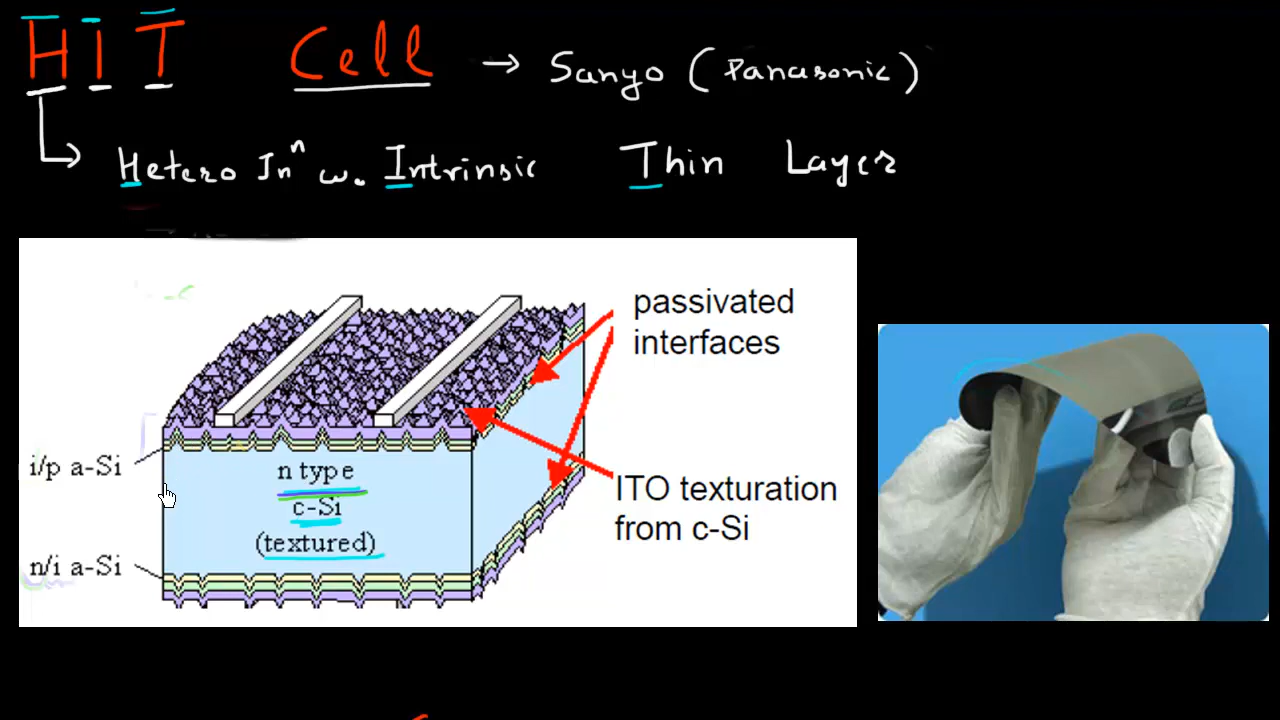 HIT Cell → Sanyo (Panasonic)
Hetero Jnⁿ w. Intrinsic Thin Layer
passivated
interfaces
i/p a-Si
n type
c-Si
(textured)
ITO texturation
from c-Si
n/i a-Si